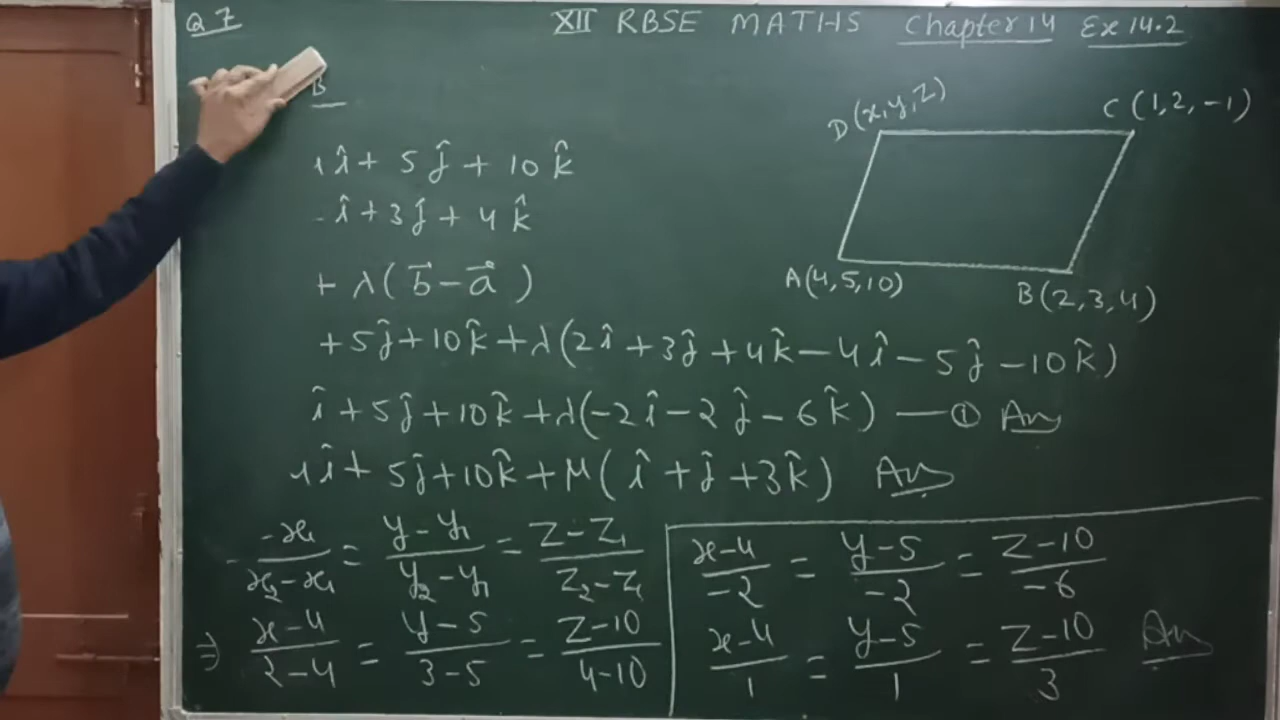 Q 7
XII RBSE MATHS Chapter 14 Ex 14.2
B
D (x, y, z)
C (1, 2, -1)
A (4, 5, 10)
B (2, 3, 4)
î + 5ĵ + 10k̂
î + 3ĵ + 4k̂
+ λ(b⃗ - a⃗)
+ 5ĵ + 10k̂ + λ(2î + 3ĵ + 4k̂ - 4î - 5ĵ - 10k̂)
î + 5ĵ + 10k̂ + λ(-2î - 2ĵ - 6k̂) — ① Ans
î + 5ĵ + 10k̂ + μ(î + ĵ + 3k̂) Ans
-x₁/x₂-x₁ = y-y₁/y₂-y₁ = z-z₁/z₂-z₁
⇒ x-4/2-4 = y-5/3-5 = z-10/4-10
x-4/-2 = y-5/-2 = z-10/-6
x-4/1 = y-5/1 = z-10/3 Ans